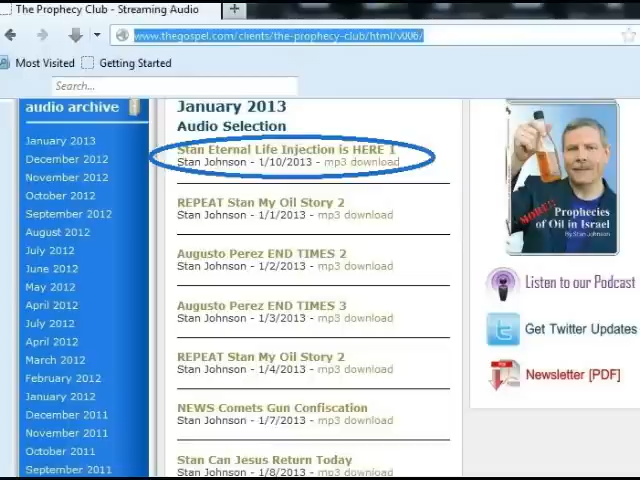 The Prophecy Club - Streaming Audio
www.thegospel.com/clients/the-prophecy-club/html/v006/
Most Visited
Getting Started
Search...
audio archive
January 2013
December 2012
November 2012
October 2012
September 2012
August 2012
July 2012
June 2012
May 2012
April 2012
July 2012
April 2012
March 2012
February 2012
January 2012
December 2011
November 2011
October 2011
September 2011
January 2013
Audio Selection
Stan Eternal Life Injection is HERE 1
Stan Johnson - 1/10/2013 - mp3 download
REPEAT Stan My Oil Story 2
Stan Johnson - 1/1/2013 - mp3 download
Augusto Perez END TIMES 2
Stan Johnson - 1/2/2013 - mp3 download
Augusto Perez END TIMES 3
Stan Johnson - 1/3/2013 - mp3 download
REPEAT Stan My Oil Story 2
Stan Johnson - 1/4/2013 - mp3 download
NEWS Comets Gun Confiscation
Stan Johnson - 1/7/2013 - mp3 download
Stan Can Jesus Return Today
Stan Johnson - 1/8/2013 - mp3 download
MORE!!
Prophecies
of Oil in Israel
By Stan Johnson
Listen to our Podcast
Get Twitter Updates
PDF
Newsletter [PDF]